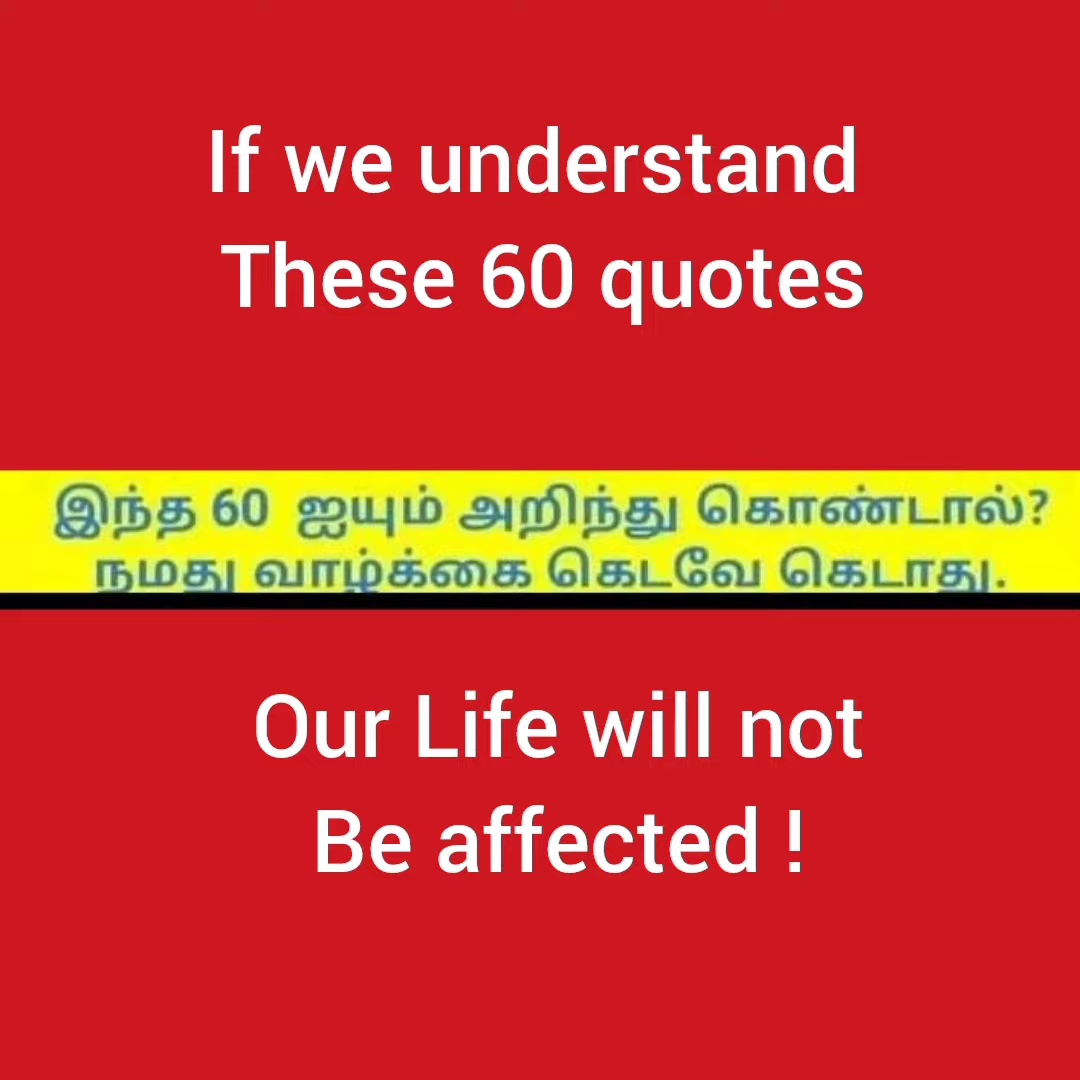 If we understand
These 60 quotes
இந்த 60 ஐயும் அறிந்து கொண்டால்?
நமது வாழ்க்கை கெடவே கெடாது.
Our Life will not
Be affected !